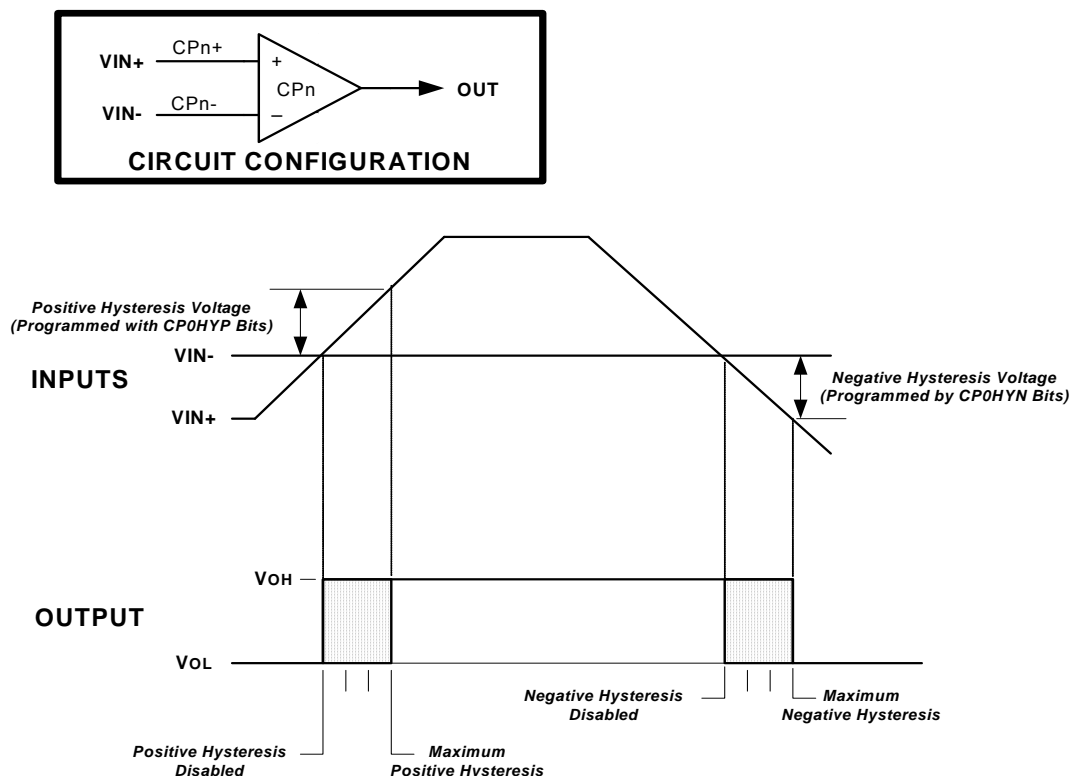 CPn+
VIN+
+
CPn
OUT
CPn-
VIN-
–
CIRCUIT CONFIGURATION
Positive Hysteresis Voltage
(Programmed with CP0HYP Bits)
VIN-
INPUTS
Negative Hysteresis Voltage
(Programmed by CP0HYN Bits)
VIN+
VOH
OUTPUT
VOL
Negative Hysteresis
Disabled
Maximum
Negative Hysteresis
Positive Hysteresis
Disabled
Maximum
Positive Hysteresis